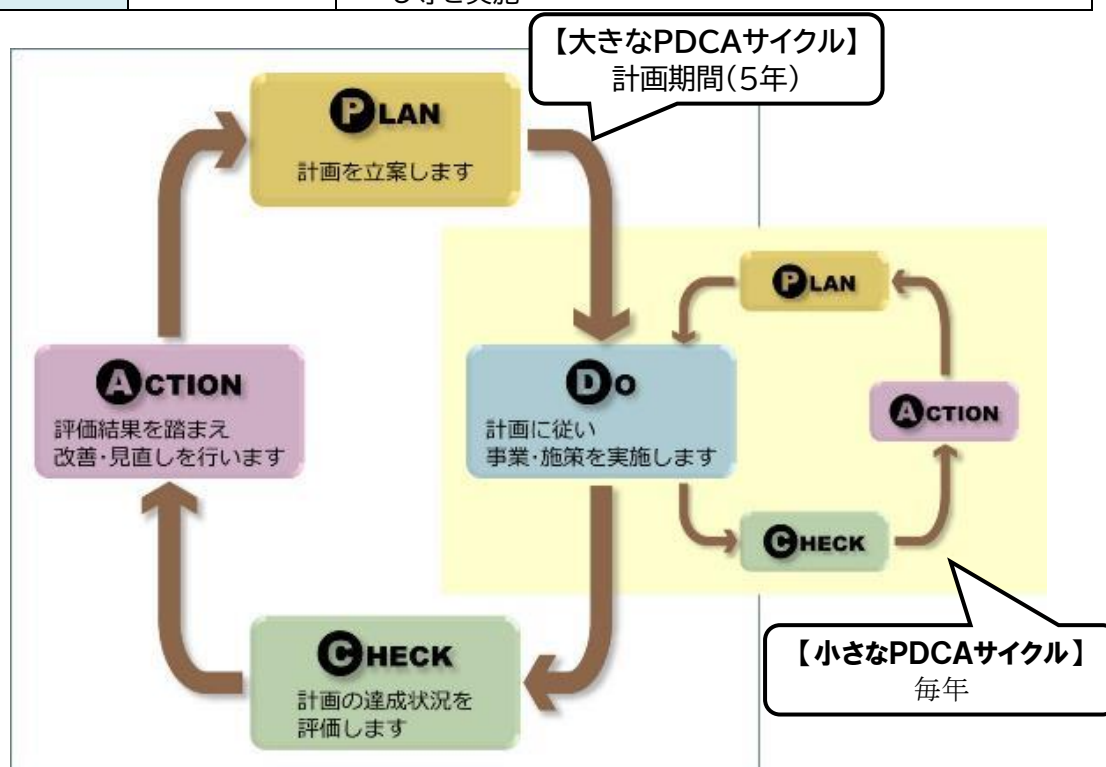 【大きなPDCAサイクル】
計画期間(5年)
PLAN
計画を立案します
PLAN
ACTION
評価結果を踏まえ
改善・見直しを行います
DO
計画に従い
事業・施策を実施します
ACTION
CHECK
CHECK
計画の達成状況を
評価します
【小さなPDCAサイクル】
毎年